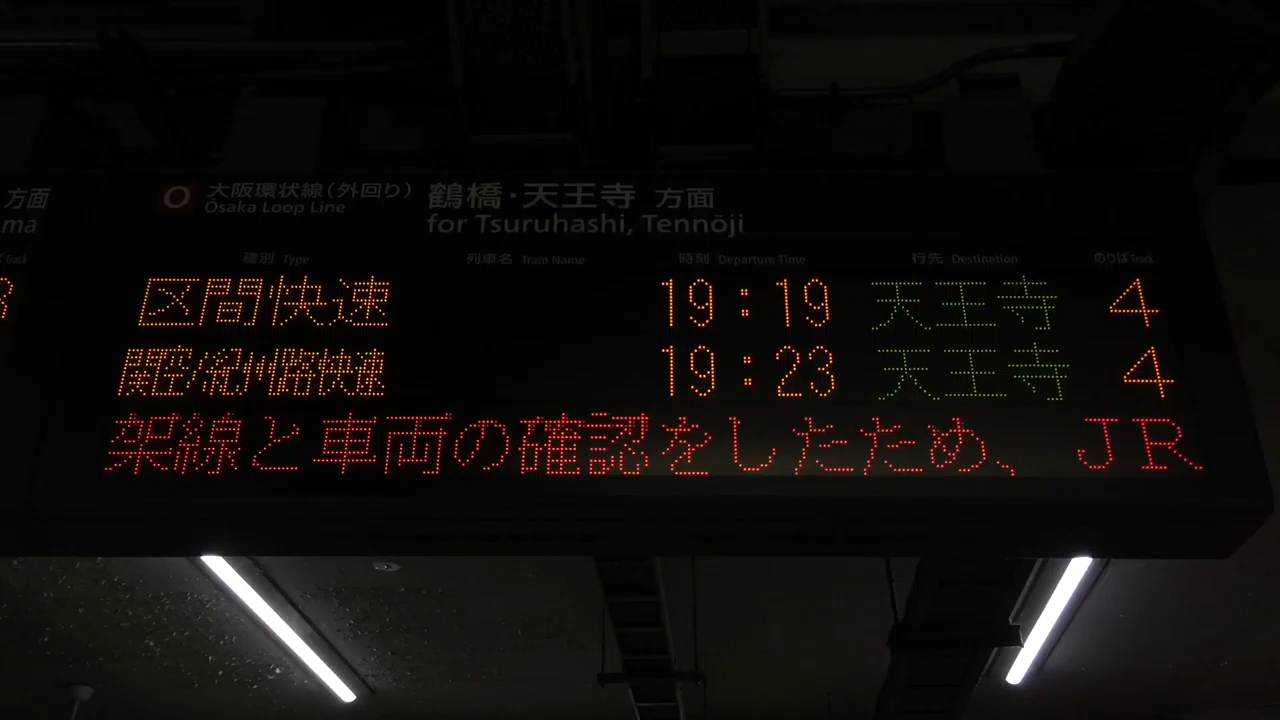 方面
ma
O 大阪環状線(外回り) 鶴橋・天王寺 方面
Ōsaka Loop Line for Tsuruhashi, Tennōji
Track 種別 Type 列車名 Train Name 時刻 Departure Time 行先 Destination のりば Track
区間快速 19:19 天王寺 4
関空/紀州路快速 19:23 天王寺 4
架線と車両の確認をしたため、 JR